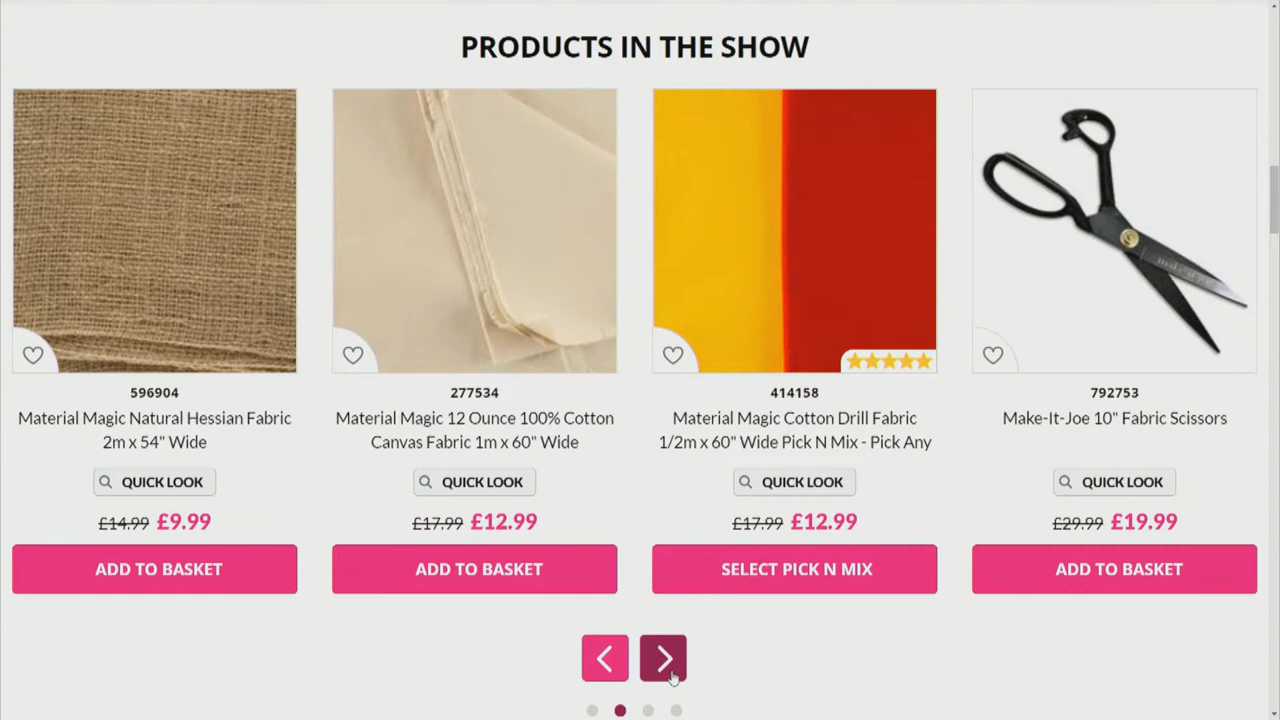 PRODUCTS IN THE SHOW
596904
Material Magic Natural Hessian Fabric
2m x 54" Wide
QUICK LOOK
£14.99 £9.99
ADD TO BASKET
277534
Material Magic 12 Ounce 100% Cotton
Canvas Fabric 1m x 60" Wide
QUICK LOOK
£17.99 £12.99
ADD TO BASKET
414158
Material Magic Cotton Drill Fabric
1/2m x 60" Wide Pick N Mix - Pick Any
QUICK LOOK
£17.99 £12.99
SELECT PICK N MIX
792753
Make-It-Joe 10" Fabric Scissors
QUICK LOOK
£29.99 £19.99
ADD TO BASKET